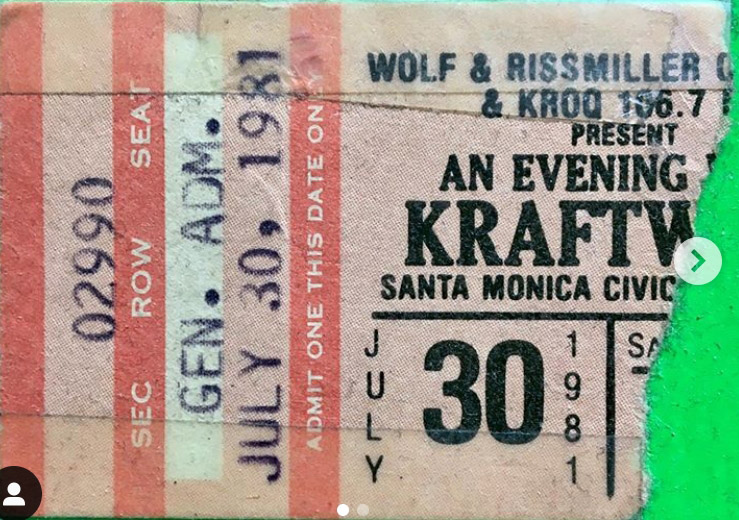 02990
SEC ROW SEAT
GEN. ADM.
JULY 30, 1981
ADMIT ONE THIS DATE ONLY
WOLF & RISSMILLER
& KROQ 106.7
PRESENT
AN EVENING
KRAFTW
SANTA MONICA CIVIC
JULY
30
1981
SA